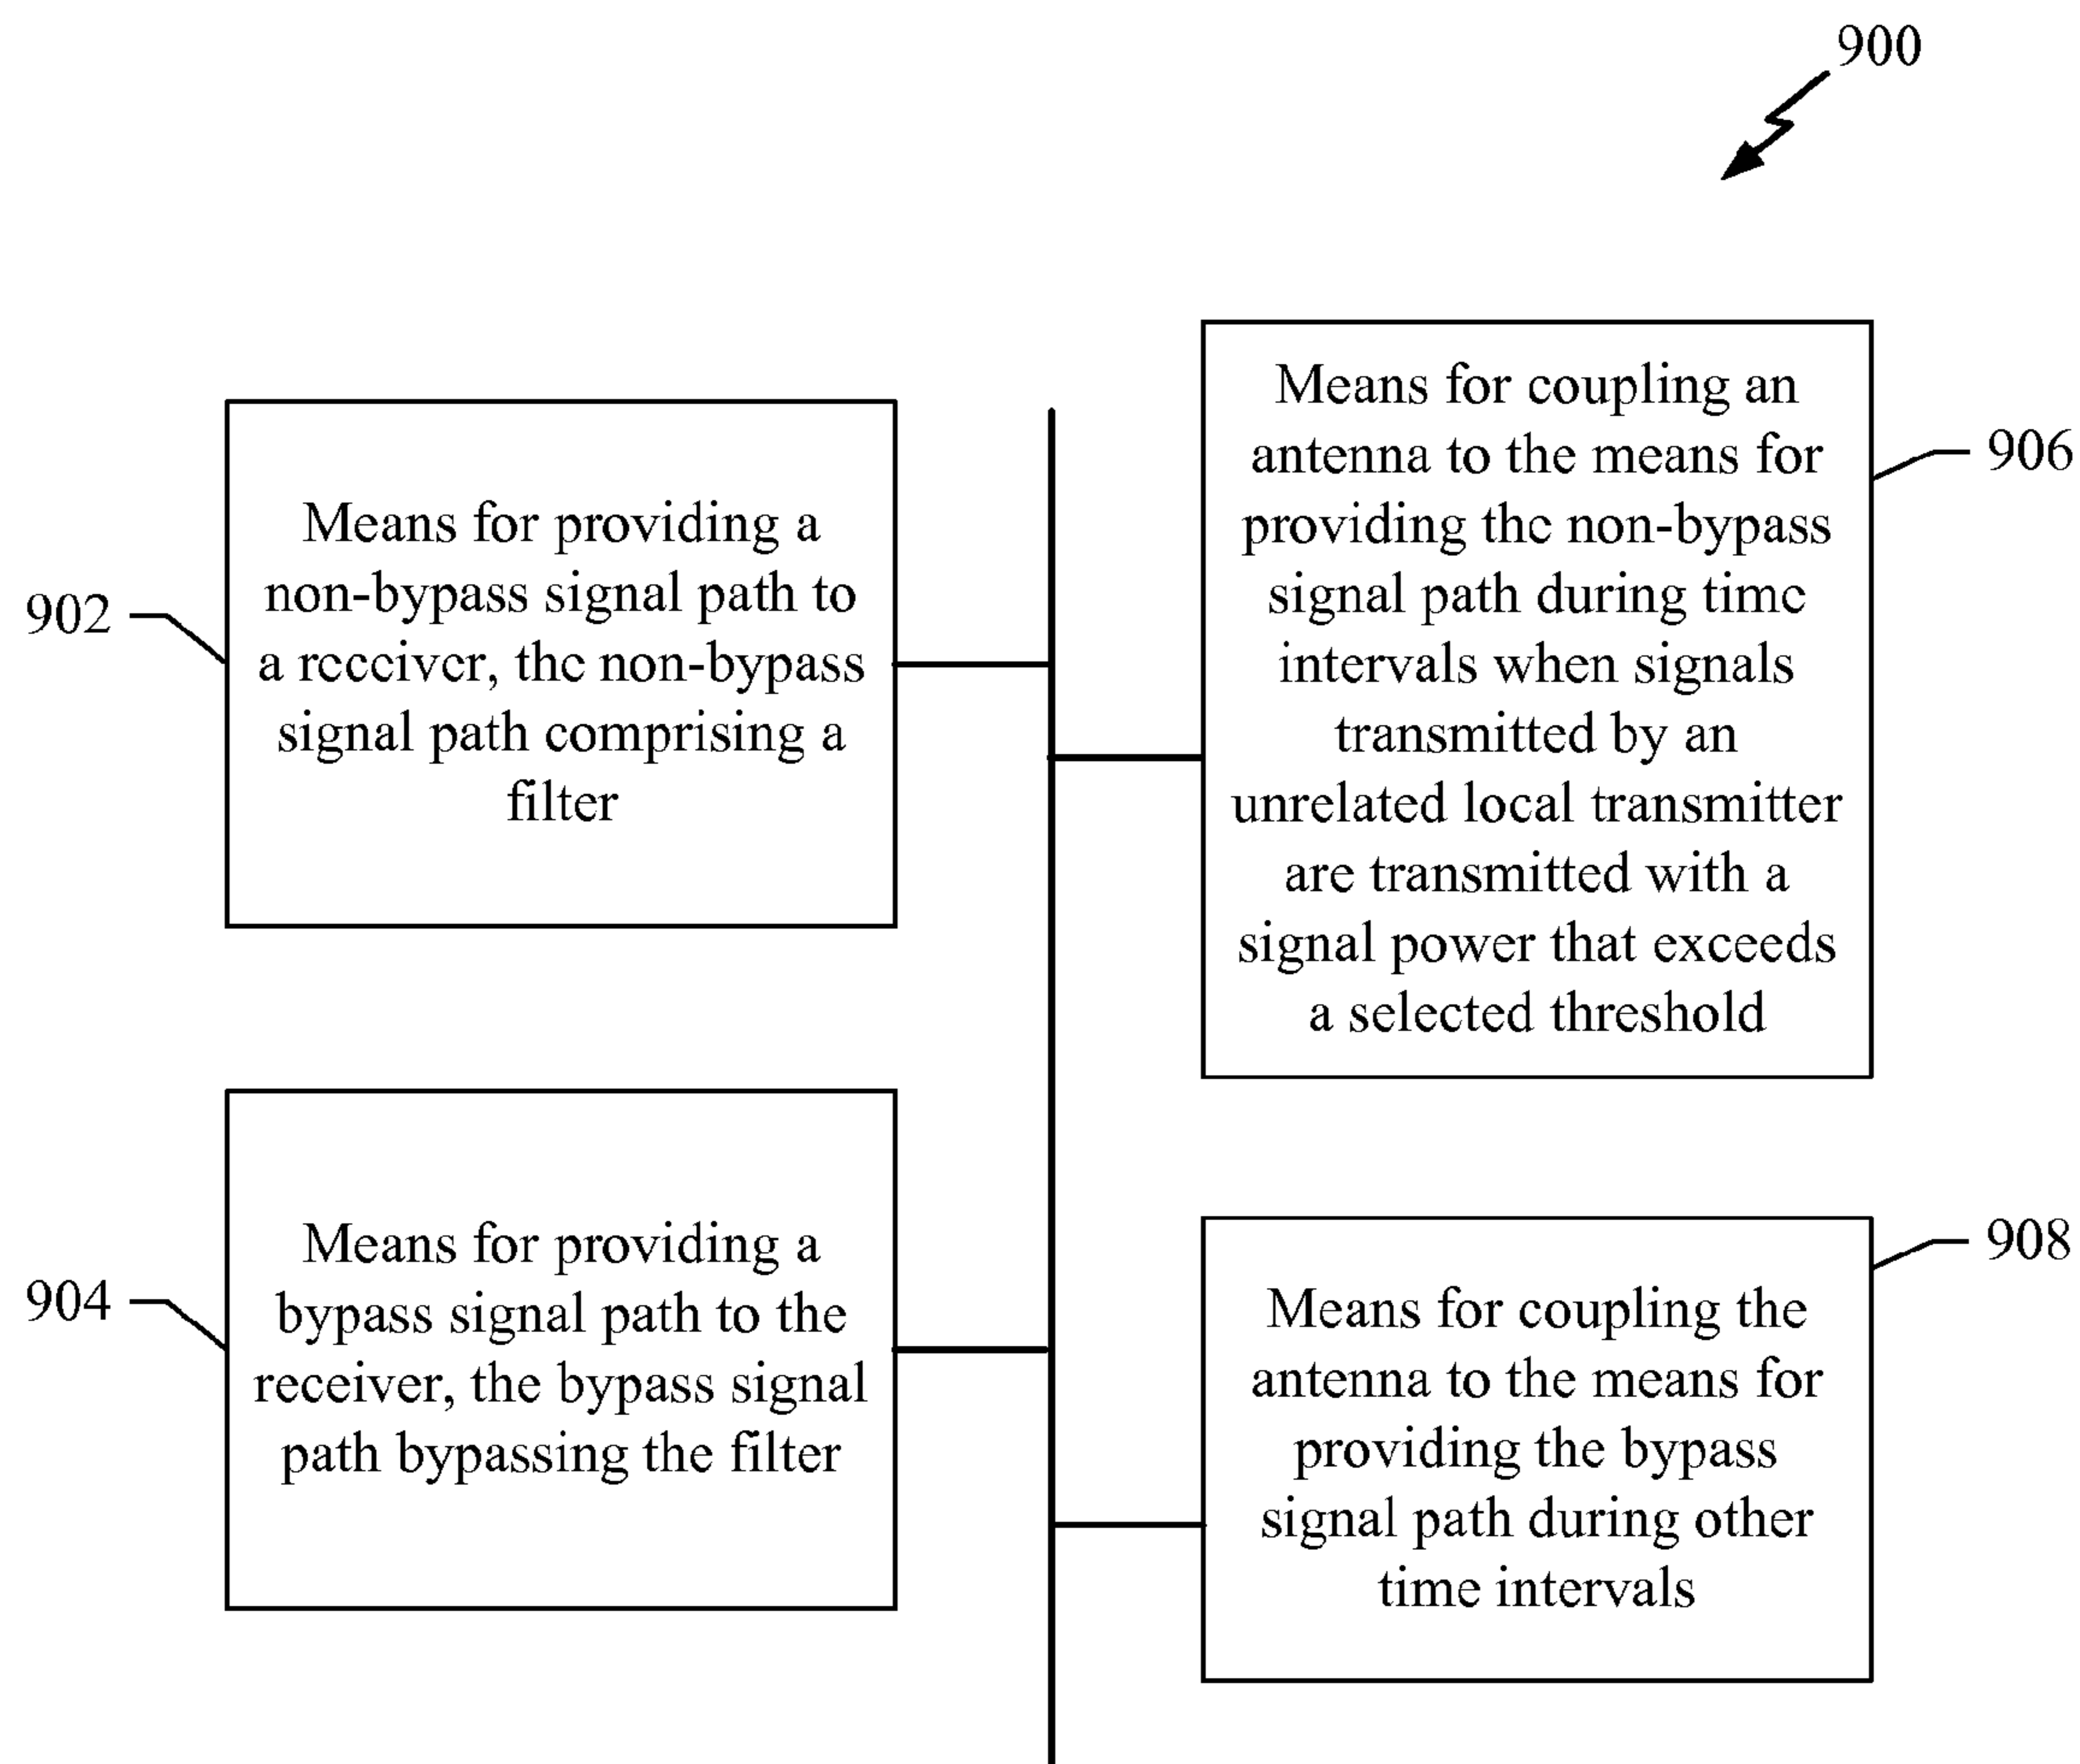 900
902
Means for providing a
non-bypass signal path to
a receiver, the non-bypass
signal path comprising a
filter
Means for coupling an
antenna to the means for
providing the non-bypass
signal path during time
intervals when signals
transmitted by an
unrelated local transmitter
are transmitted with a
signal power that exceeds
a selected threshold
906
904
Means for providing a
bypass signal path to the
receiver, the bypass signal
path bypassing the filter
Means for coupling the
antenna to the means for
providing the bypass
signal path during other
time intervals
908